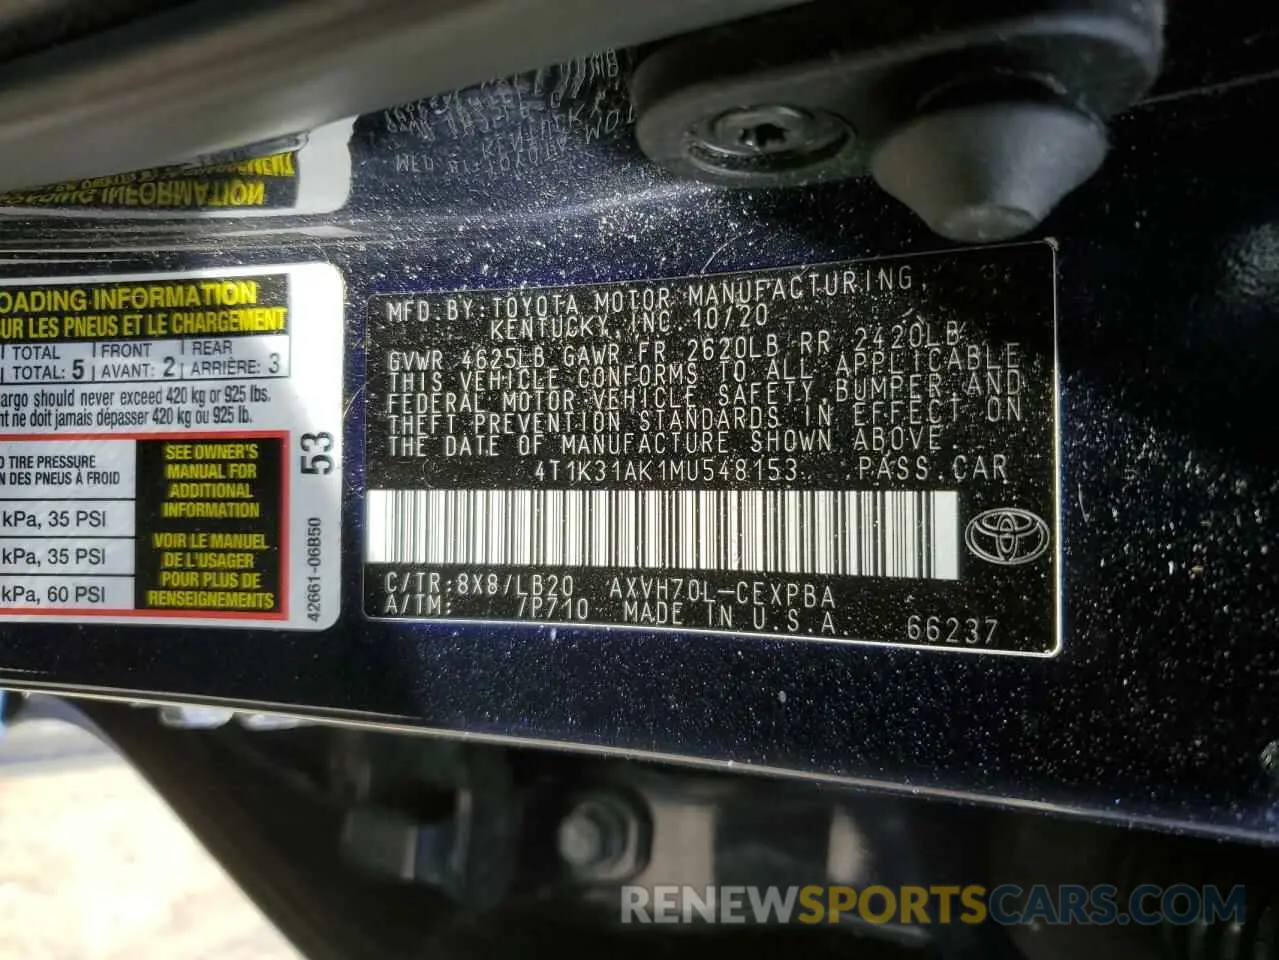 OADING INFORMATION
UR LES PNEUS ET LE CHARGEMENT
TOTAL FRONT REAR
TOTAL: 5 AVANT: 2 ARRIÈRE: 3
argo should never exceed 420 kg or 925 lbs.
nt ne doit jamais dépasser 420 kg ou 925 lb.
D TIRE PRESSURE
N DES PNEUS À FROID
kPa, 35 PSI
kPa, 35 PSI
kPa, 60 PSI
SEE OWNER'S
MANUAL FOR
ADDITIONAL
INFORMATION
VOIR LE MANUEL
DE L'USAGER
POUR PLUS DE
RENSEIGNEMENTS
53
42661-06B50
MFD. BY: TOYOTA MOTOR MANUFACTURING,
KENTUCKY, INC. 10/20
GVWR 4625LB GAWR FR 2620LB RR 2420LB
THIS VEHICLE CONFORMS TO ALL APPLICABLE
FEDERAL MOTOR VEHICLE SAFETY, BUMPER AND
THEFT PREVENTION STANDARDS IN EFFECT ON
THE DATE OF MANUFACTURE SHOWN ABOVE.
4T1K31AK1MU548153 PASS CAR
C/TR: 8X8/LB20 AXVH70L-CEXPBA
A/TM: 7P710 MADE IN U.S.A. 66237
RENEWSPORTSCARS.COM